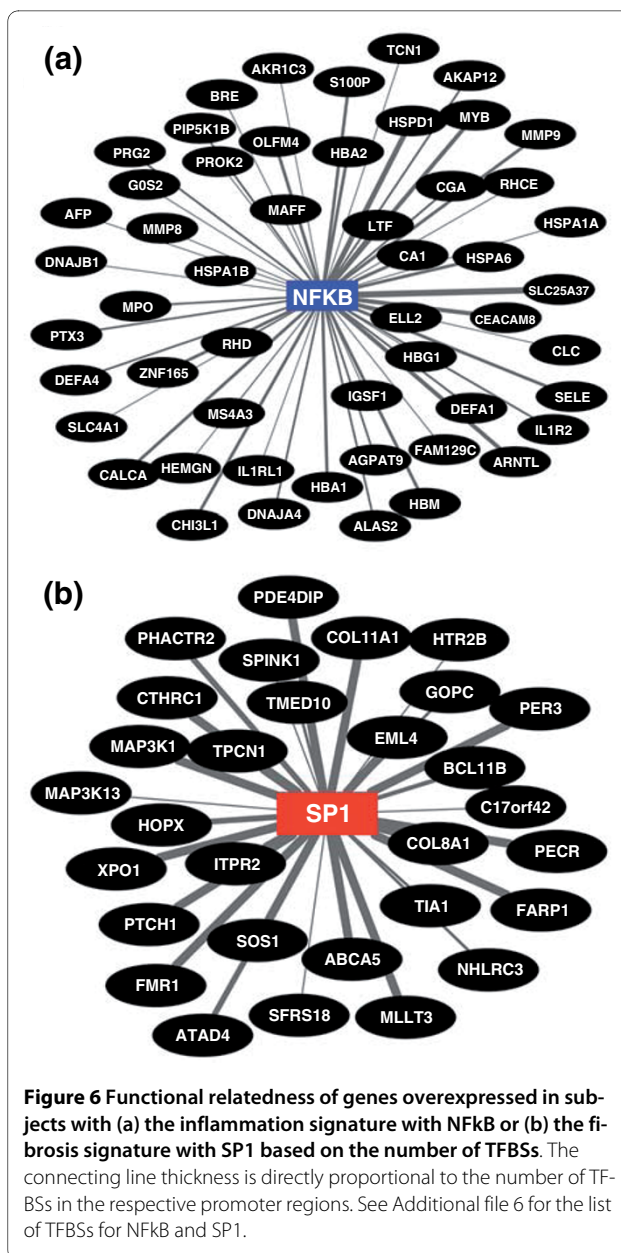 (a)
TCN1
AKR1C3
S100P
AKAP12
BRE
HSPD1
MYB
PIP5K1B
OLFM4
MMP9
PRG2
PROK2
HBA2
G0S2
CGA
RHCE
AFP
MAFF
LTF
HSPA1A
MMP8
DNAJB1
HSPA1B
CA1
HSPA6
NFKB
SLC25A37
MPO
ELL2
CEACAM8
PTX3
RHD
CLC
HBG1
DEFA4
ZNF165
IGSF1
SELE
DEFA1
SLC4A1
MS4A3
IL1R2
FAM129C
CALCA
HEMGN
IL1RL1
AGPAT9
ARNTL
HBA1
HBM
CHI3L1
DNAJA4
ALAS2
(b)
PDE4DIP
PHACTR2
COL11A1
HTR2B
SPINK1
CTHRC1
TMED10
GOPC
PER3
MAP3K1
TPCN1
EML4
BCL11B
MAP3K13
C17orf42
SP1
HOPX
COL8A1
PECR
XPO1
ITPR2
TIA1
PTCH1
FARP1
SOS1
ABCA5
NHLRC3
FMR1
SFRS18
MLLT3
ATAD4
Figure 6 Functional relatedness of genes overexpressed in sub-
jects with (a) the inflammation signature with NFkB or (b) the fi-
brosis signature with SP1 based on the number of TFBSs. The
connecting line thickness is directly proportional to the number of TF-
BSs in the respective promoter regions. See Additional file 6 for the list
of TFBSs for NFkB and SP1.